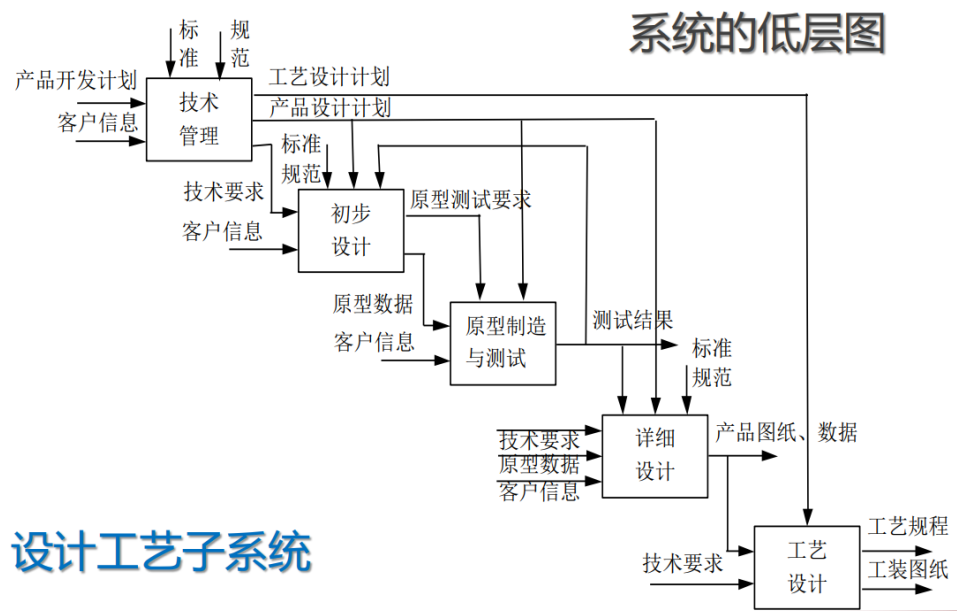 系统的低层图
标准
规范
产品开发计划
客户信息
技术
管理
工艺设计计划
产品设计计划
标准
规范
技术要求
客户信息
初步
设计
原型测试要求
原型数据
客户信息
原型制造
与测试
测试结果
标准
规范
技术要求
原型数据
客户信息
详细
设计
产品图纸、数据
技术要求
工艺
设计
工艺规程
工装图纸
设计工艺子系统